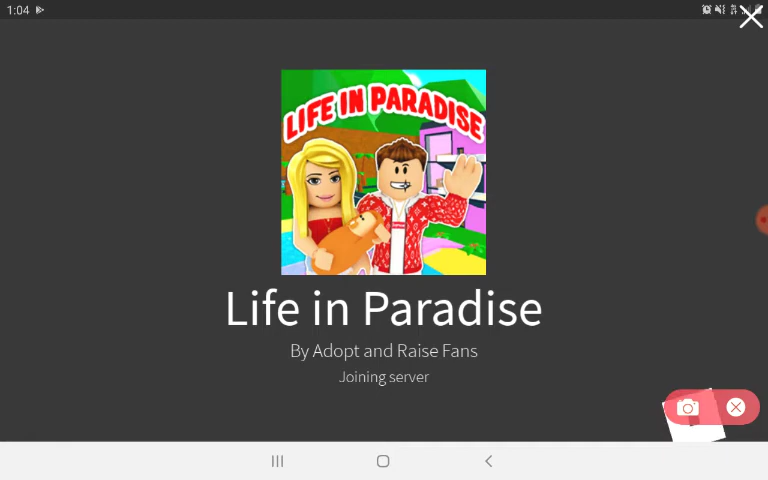 1:04
LIFE IN PARADISE
Life in Paradise
By Adopt and Raise Fans
Joining server